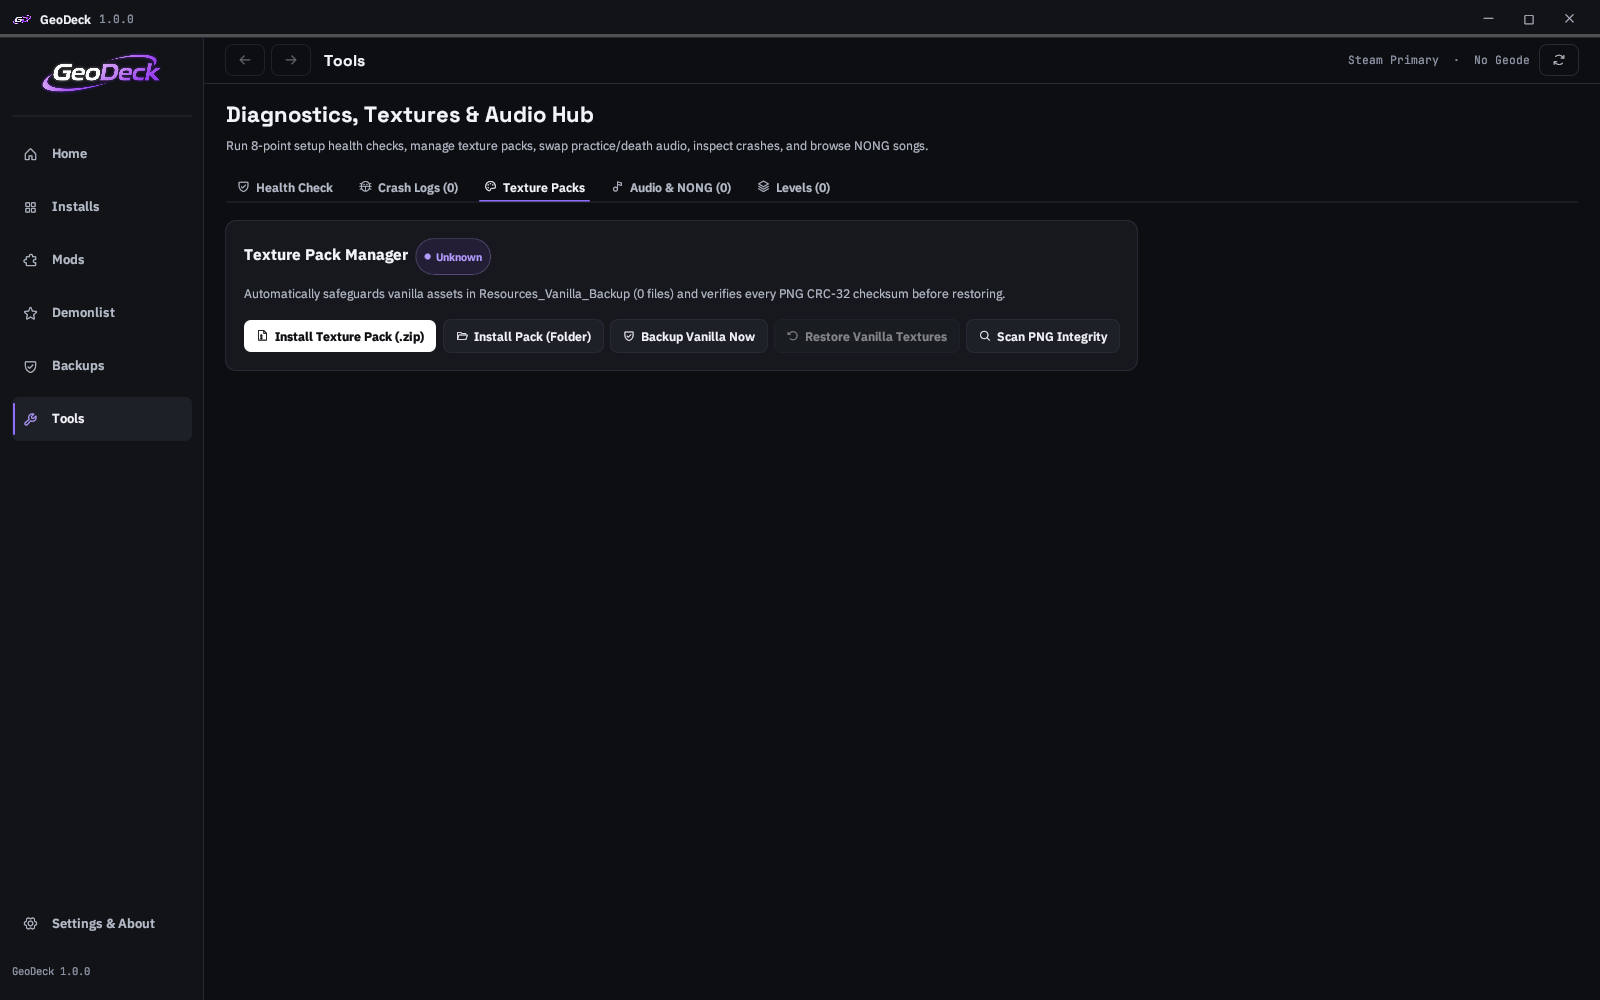 GeoDeck 1.0.0
GeoDeck
Tools
Steam Primary · No Geode
Home
Installs
Mods
Demonlist
Backups
Tools
Settings & About
GeoDeck 1.0.0
Diagnostics, Textures & Audio Hub
Run 8-point setup health checks, manage texture packs, swap practice/death audio, inspect crashes, and browse NONG songs.
Health Check Crash Logs (0) Texture Packs Audio & NONG (0) Levels (0)
Texture Pack Manager Unknown
Automatically safeguards vanilla assets in Resources_Vanilla_Backup (0 files) and verifies every PNG CRC-32 checksum before restoring.
Install Texture Pack (.zip) Install Pack (Folder) Backup Vanilla Now Restore Vanilla Textures Scan PNG Integrity